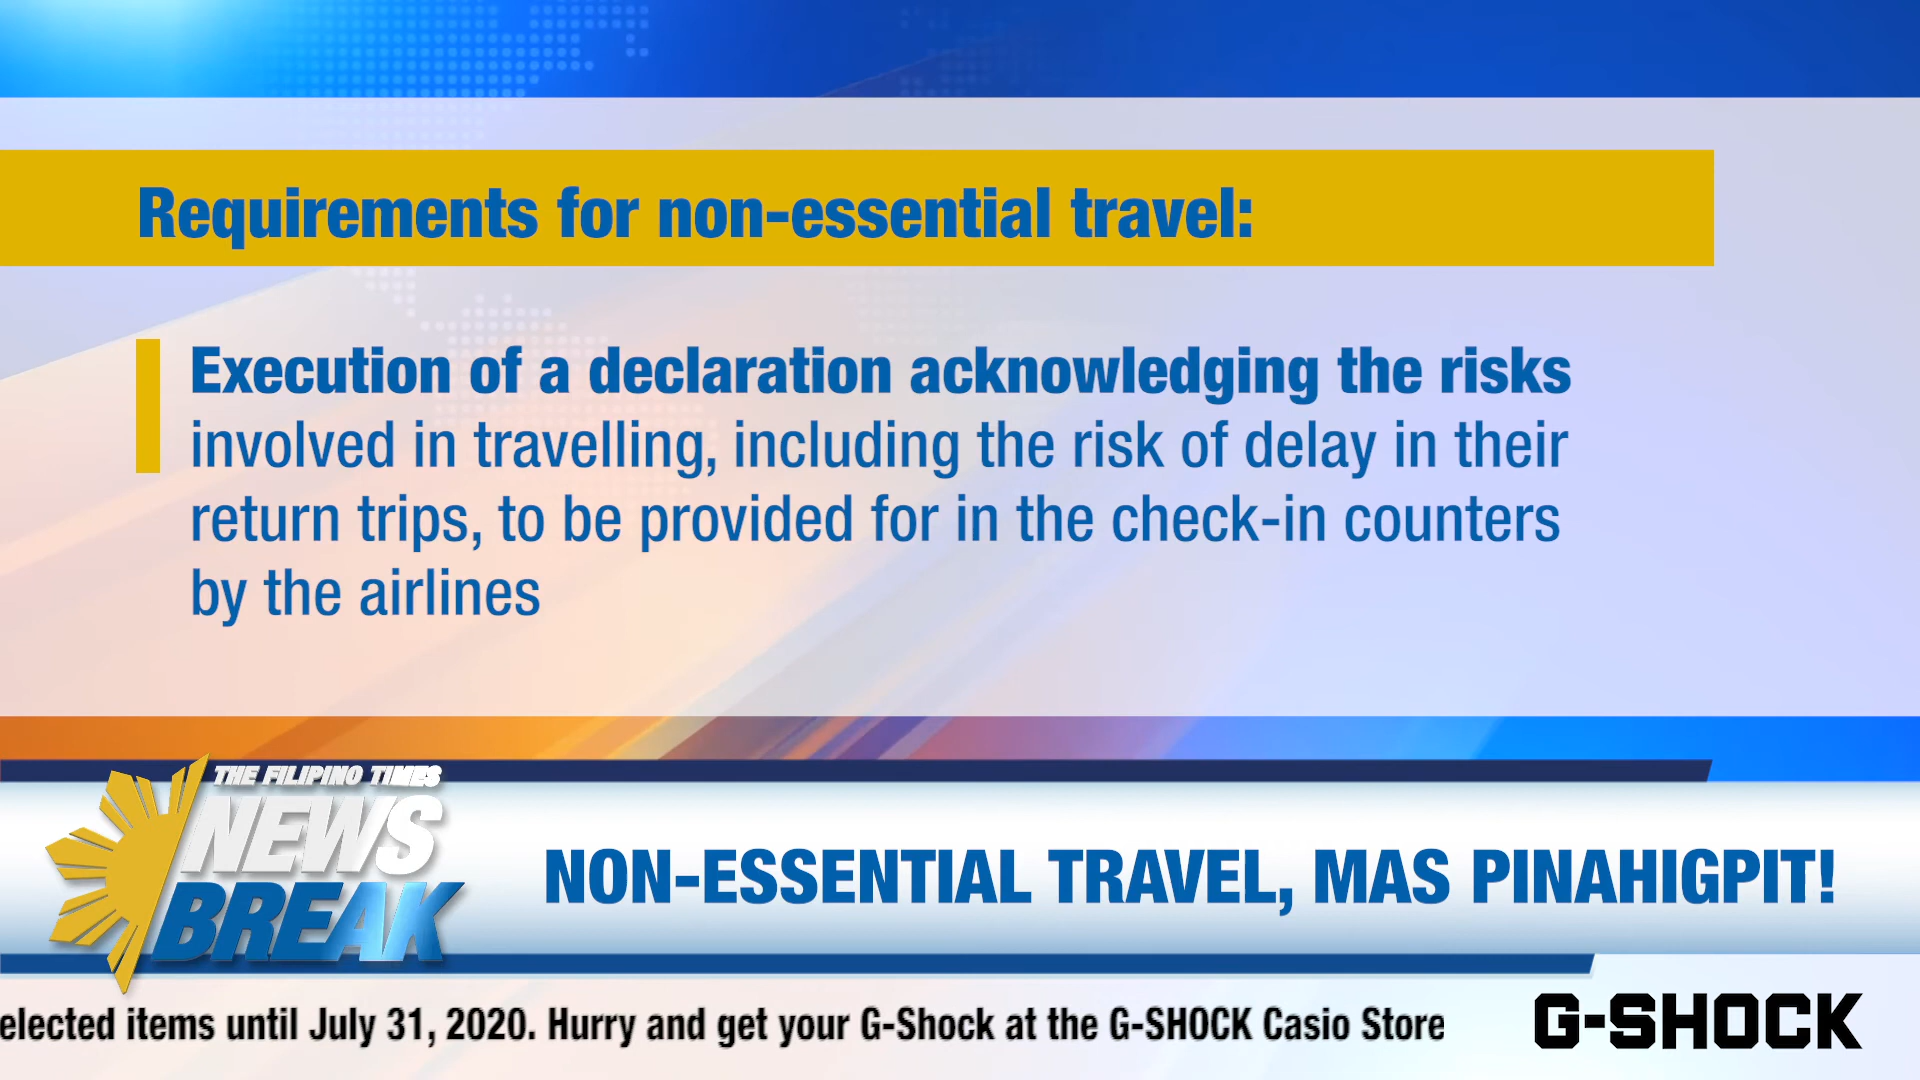 Requirements for non-essential travel:
Execution of a declaration acknowledging the risks
involved in travelling, including the risk of delay in their
return trips, to be provided for in the check-in counters
by the airlines
THE FILIPINO TIMES
NEWS
BREAK
NON-ESSENTIAL TRAVEL, MAS PINAHIGPIT!
elected items until July 31, 2020. Hurry and get your G-Shock at the G-SHOCK Casio Store
G-SHOCK